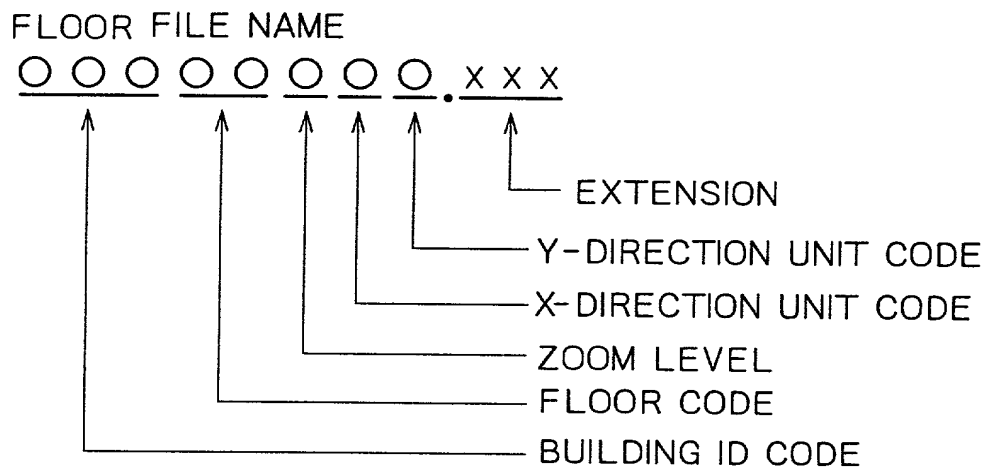 FLOOR FILE NAME
○○○ ○○ ○ ○ ○.xxx
EXTENSION
Y-DIRECTION UNIT CODE
X-DIRECTION UNIT CODE
ZOOM LEVEL
FLOOR CODE
BUILDING ID CODE